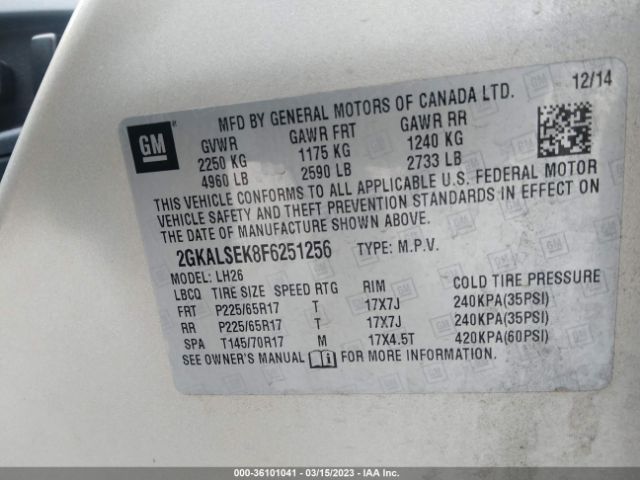 12/14
MFD BY GENERAL MOTORS OF CANADA LTD.
GM
GVWR GAWR FRT GAWR RR
2250 KG 1175 KG 1240 KG
4960 LB 2590 LB 2733 LB
THIS VEHICLE CONFORMS TO ALL APPLICABLE U.S. FEDERAL MOTOR
VEHICLE SAFETY AND THEFT PREVENTION STANDARDS IN EFFECT ON
THE DATE OF MANUFACTURE SHOWN ABOVE.
2GKALSEK8F6251256 TYPE: M.P.V.
MODEL: LH26
LBCQ TIRE SIZE SPEED RTG RIM COLD TIRE PRESSURE
FRT P225/65R17 T 17X7J 240KPA(35PSI)
RR P225/65R17 T 17X7J 240KPA(35PSI)
SPA T145/70R17 M 17X4.5T 420KPA(60PSI)
SEE OWNER'S MANUAL FOR MORE INFORMATION.
000-36101041 - 03/15/2023 - IAA Inc.